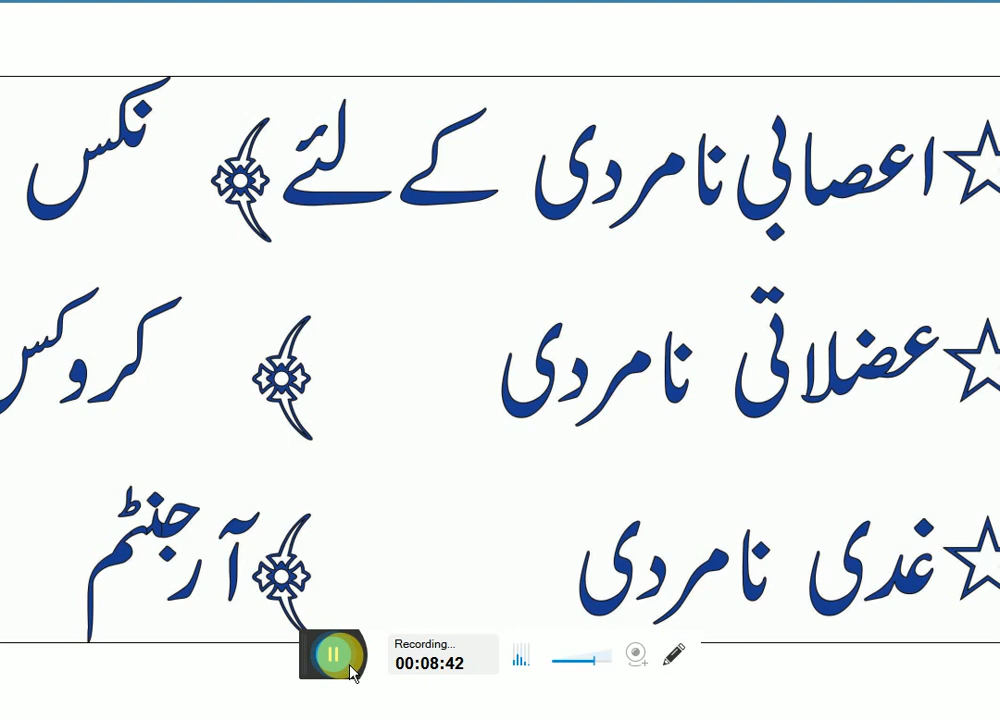 اعصابی نامردی کے لئے نکس
عضلاتی نامردی کروکس
غدی نامردی آرجنٹم
Recording...
00:08:42